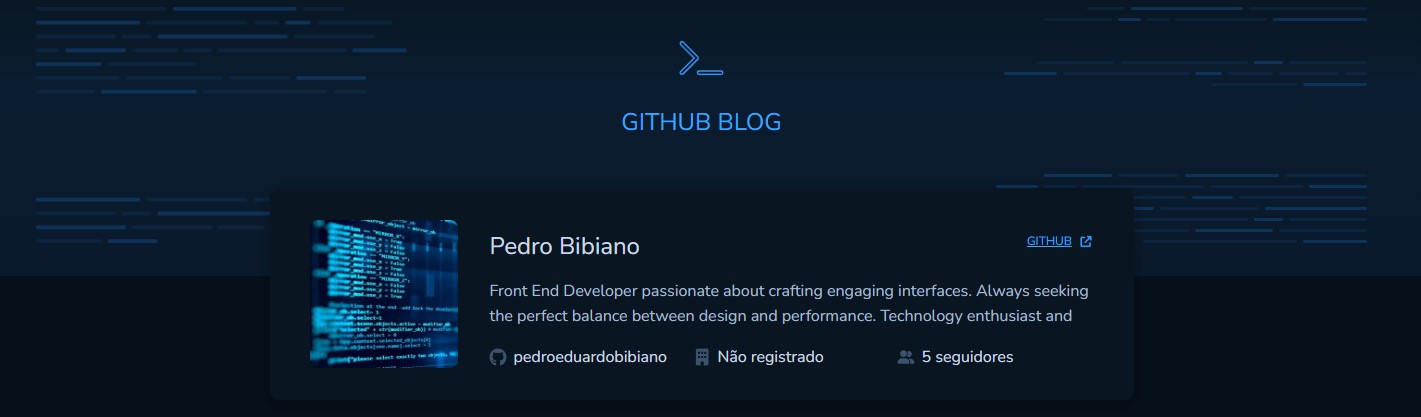 GITHUB BLOG
Pedro Bibiano
GITHUB
Front End Developer passionate about crafting engaging interfaces. Always seeking
the perfect balance between design and performance. Technology enthusiast and
pedroeduardobibiano
Não registrado
5 seguidores